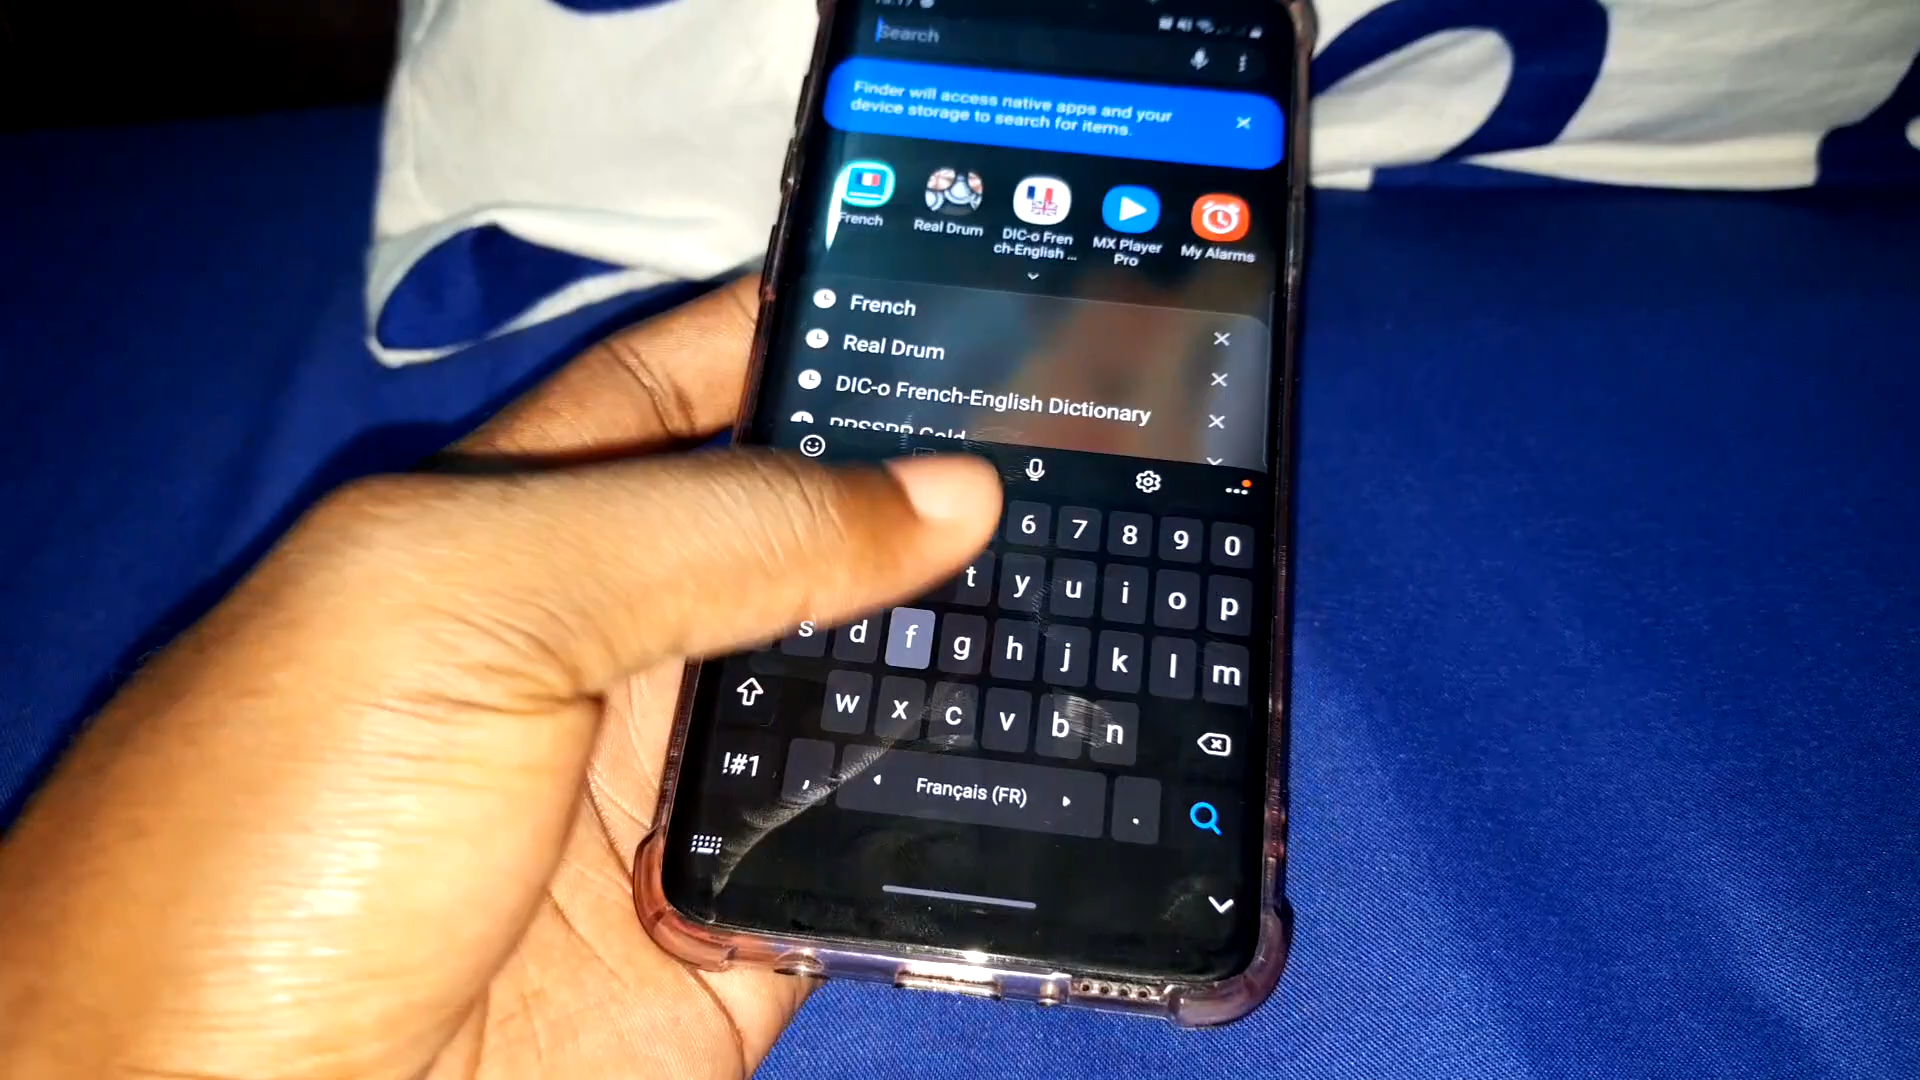 Search
Finder will access native apps and your
device storage to search for items.
French
Real Drum
DIC-o Fren
ch-English ...
MX Player
Pro
My Alarms
French
Real Drum
DIC-o French-English Dictionary
6 7 8 9 0
t y u i o p
s d f g h j k l m
w x c v b n
!#1 , Français (FR) .